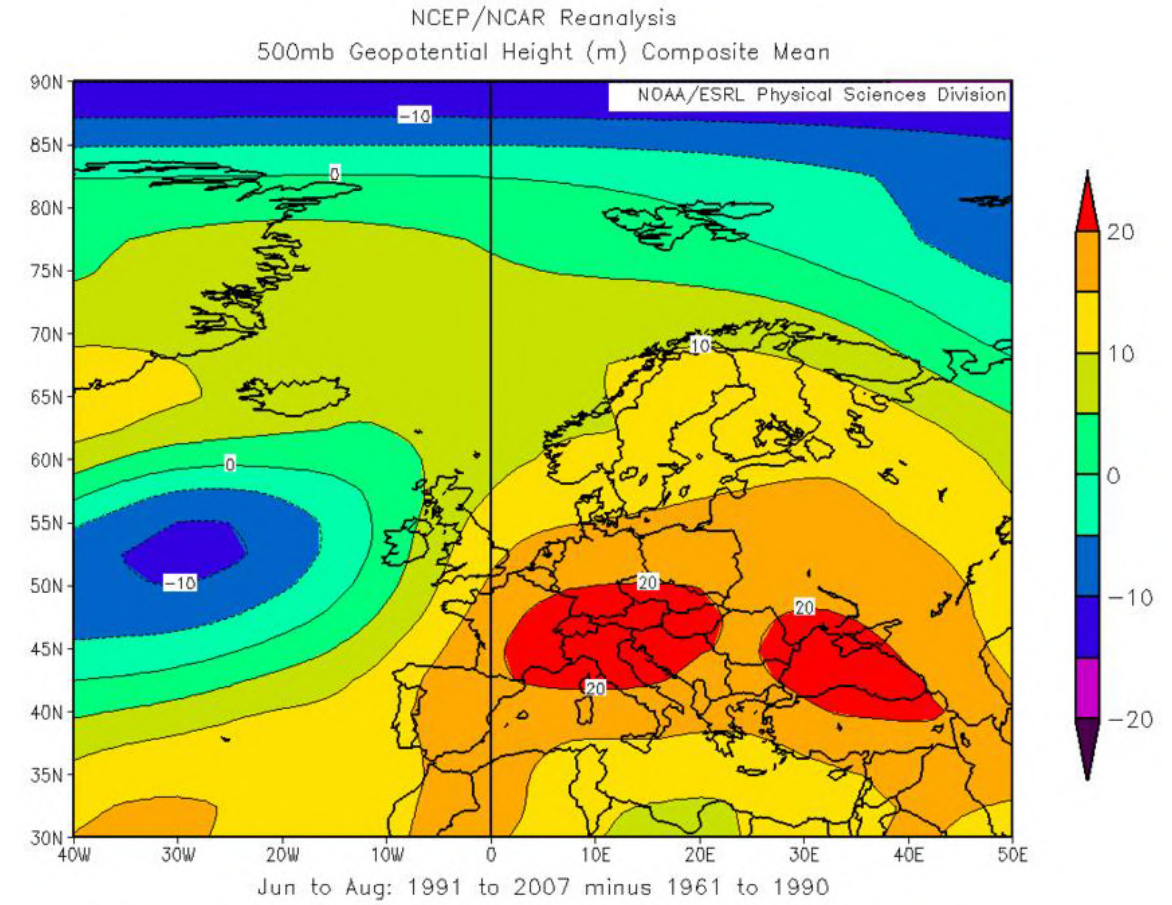 NCEP/NCAR Reanalysis
500mb Geopotential Height (m) Composite Mean
90N
NOAA/ESRL Physical Sciences Division
-10
85N
0
80N
20
75N
70N
10
10
65N
60N
0
0
55N
50N
-10
20
20
-10
45N
20
40N
-20
35N
30N
40W
30W
20W
10W
0
10E
20E
30E
40E
50E
Jun to Aug: 1991 to 2007 minus 1961 to 1990